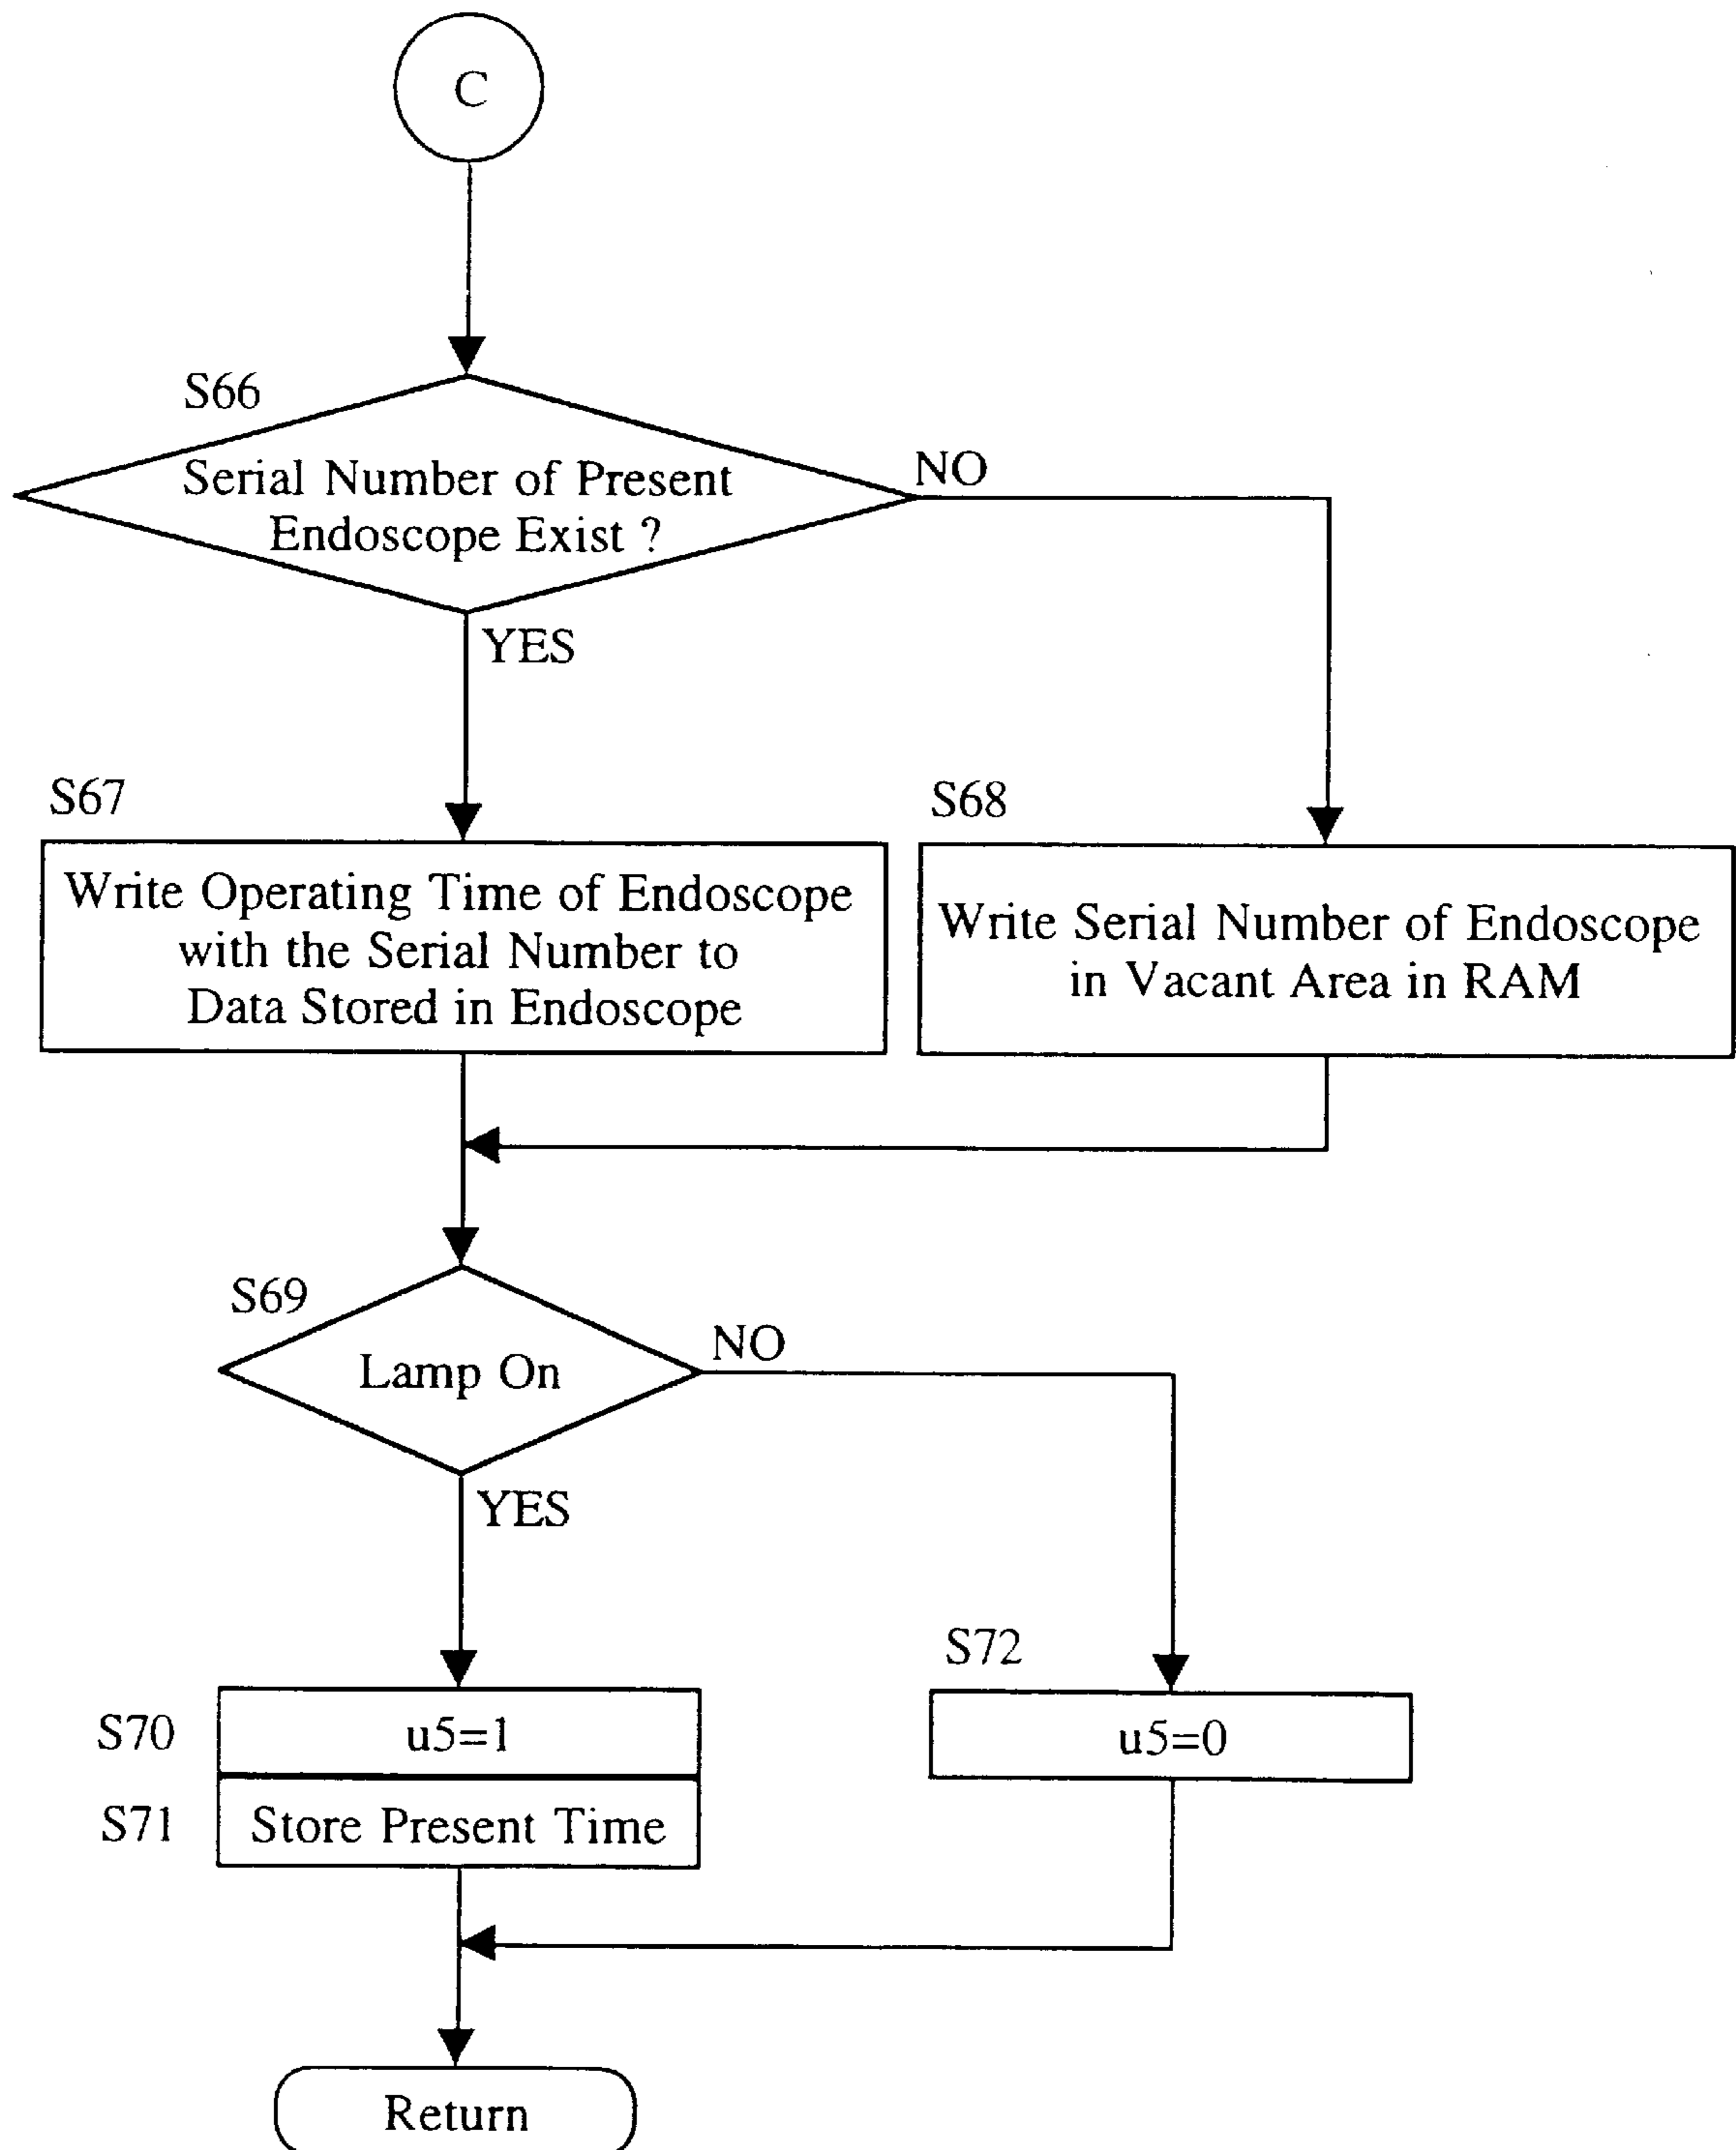 C
S66
Serial Number of Present
Endoscope Exist ?
NO
YES
S67
Write Operating Time of Endoscope
with the Serial Number to
Data Stored in Endoscope
S68
Write Serial Number of Endoscope
in Vacant Area in RAM
S69
Lamp On
NO
YES
S70
u5=1
S71
Store Present Time
S72
u5=0
Return